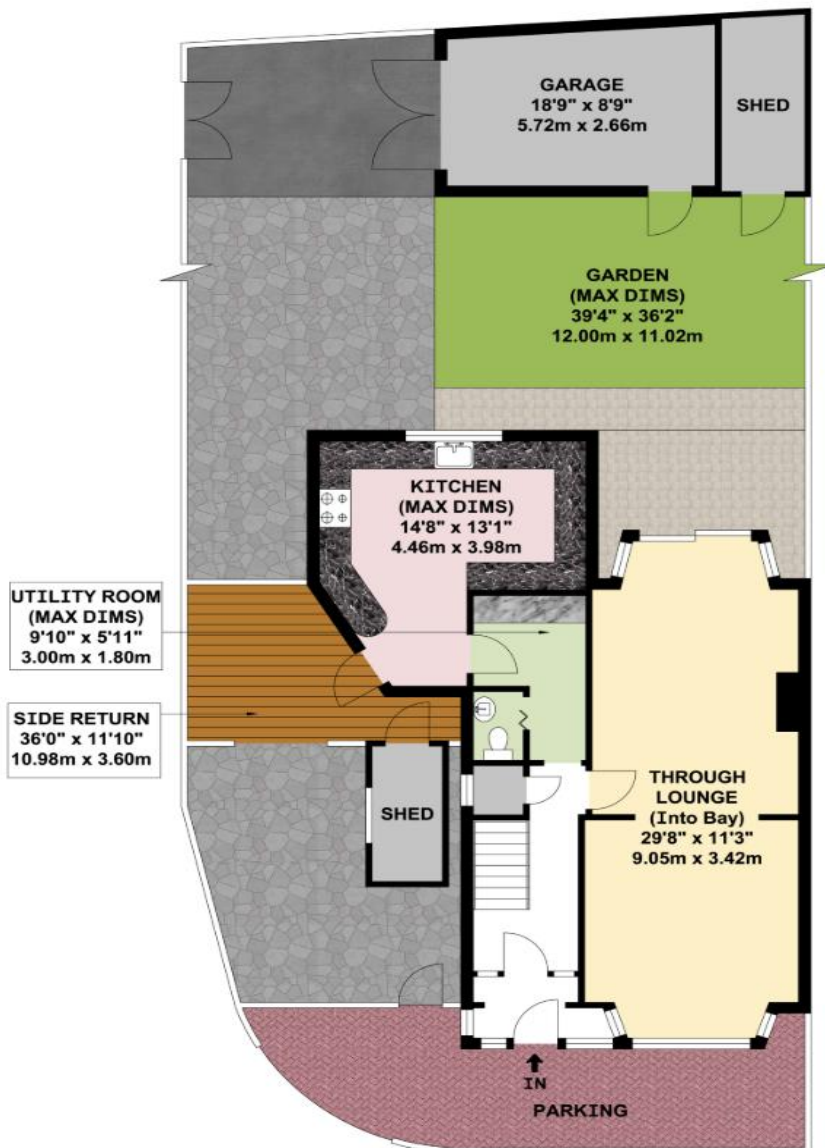 GARAGE
18'9" x 8'9"
5.72m x 2.66m
SHED
GARDEN
(MAX DIMS)
39'4" x 36'2"
12.00m x 11.02m
KITCHEN
(MAX DIMS)
14'8" x 13'1"
4.46m x 3.98m
UTILITY ROOM
(MAX DIMS)
9'10" x 5'11"
3.00m x 1.80m
SIDE RETURN
36'0" x 11'10"
10.98m x 3.60m
SHED
THROUGH
LOUNGE
(Into Bay)
29'8" x 11'3"
9.05m x 3.42m
IN
PARKING